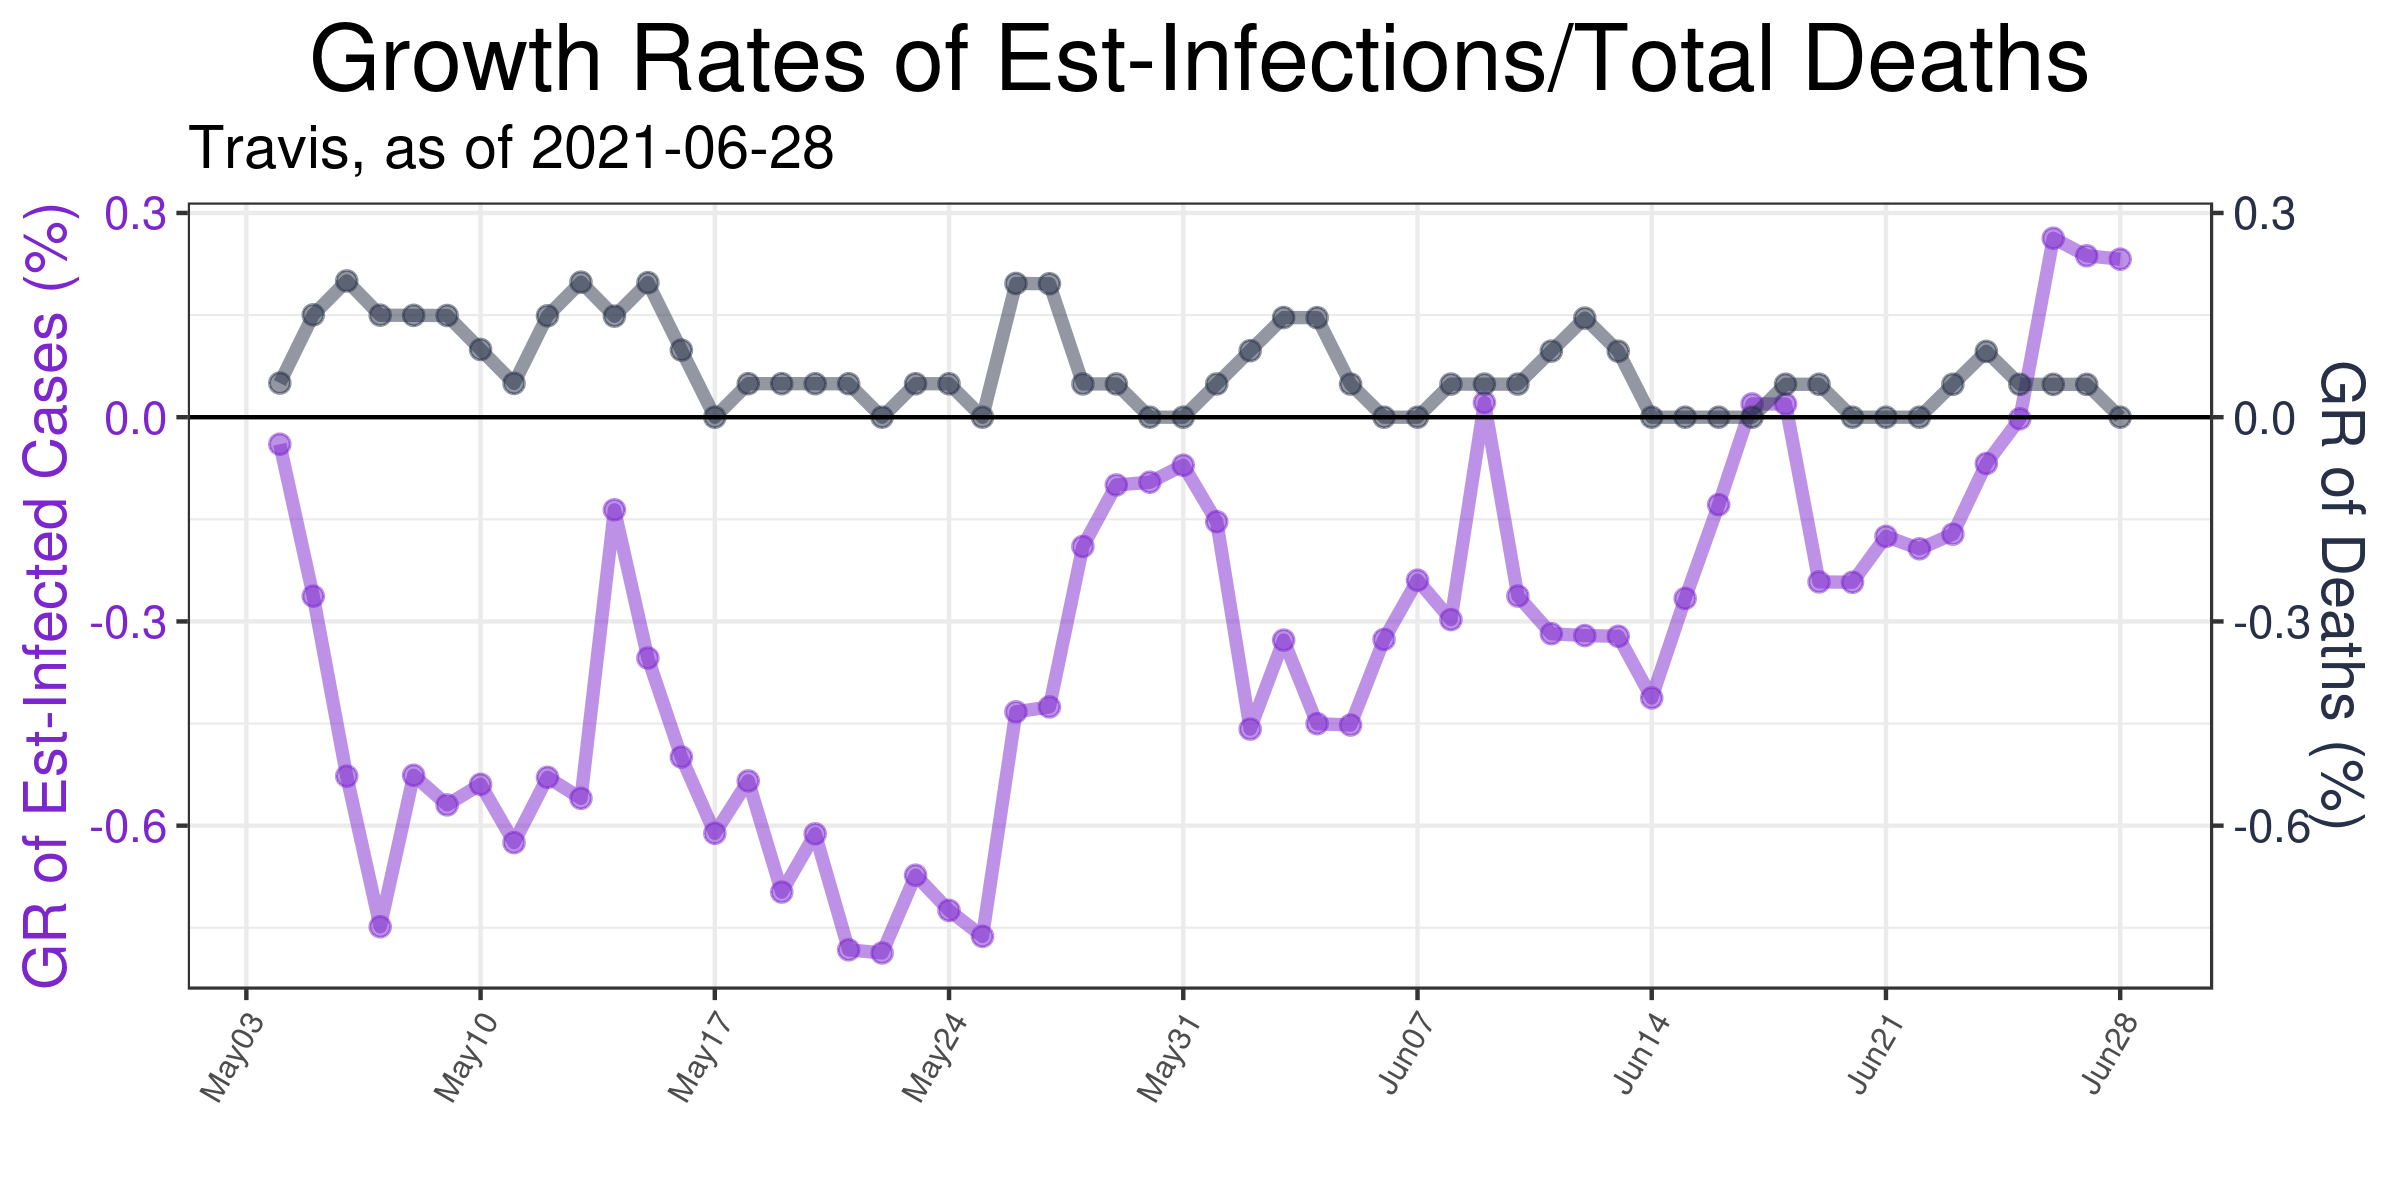 Growth Rates of Est-Infections/Total Deaths
Travis, as of 2021-06-28
GR of Est-Infected Cases (%)
0.3
0.0
-0.3
-0.6
0.3
0.0
-0.3
-0.6
GR of Deaths (%)
May03
May10
May17
May24
May31
Jun07
Jun14
Jun21
Jun28